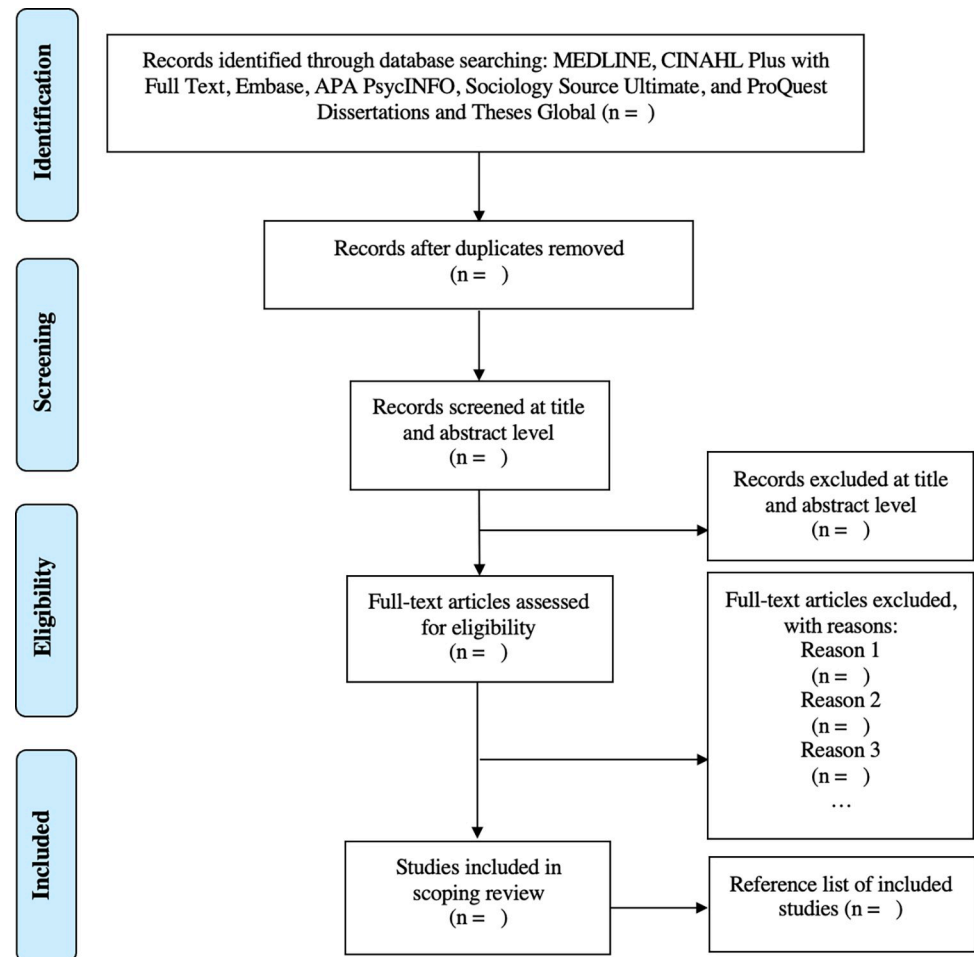 Identification
Records identified through database searching: MEDLINE, CINAHL Plus with
Full Text, Embase, APA PsycINFO, Sociology Source Ultimate, and ProQuest
Dissertations and Theses Global (n =  )
Records after duplicates removed
(n =  )
Screening
Records screened at title
and abstract level
(n =  )
Records excluded at title
and abstract level
(n =  )
Eligibility
Full-text articles assessed
for eligibility
(n =  )
Full-text articles excluded,
with reasons:
Reason 1
(n =  )
Reason 2
(n =  )
Reason 3
(n =  )
…
Included
Studies included in
scoping review
(n =  )
Reference list of included
studies (n =  )